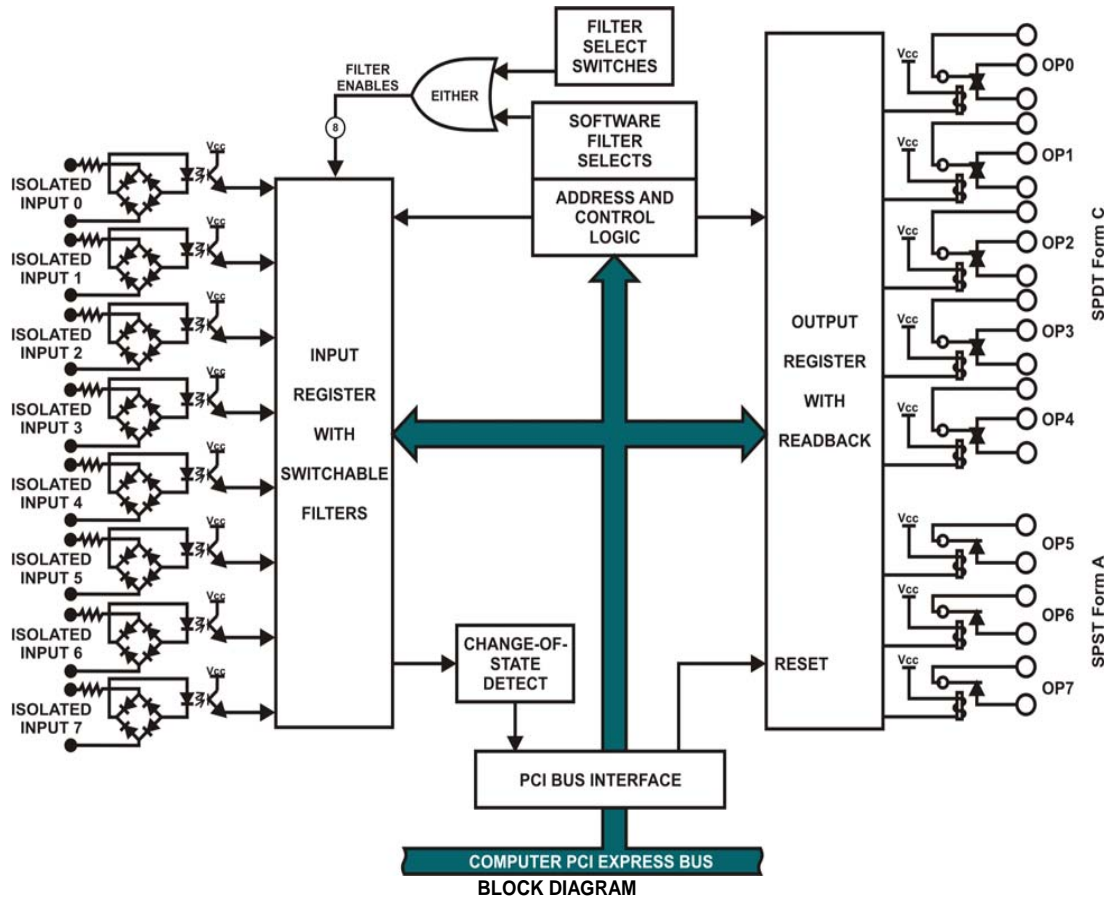 FILTER
SELECT
SWITCHES
FILTER
ENABLES
EITHER
8
SOFTWARE
FILTER
SELECTS
ADDRESS AND
CONTROL
LOGIC
Vcc
ISOLATED
INPUT 0
Vcc
ISOLATED
INPUT 1
Vcc
ISOLATED
INPUT 2
Vcc
ISOLATED
INPUT 3
Vcc
ISOLATED
INPUT 4
Vcc
ISOLATED
INPUT 5
Vcc
ISOLATED
INPUT 6
Vcc
ISOLATED
INPUT 7
INPUT
REGISTER
WITH
SWITCHABLE
FILTERS
CHANGE-OF-
STATE
DETECT
PCI BUS INTERFACE
OUTPUT
REGISTER
WITH
READBACK
RESET
Vcc
OP0
Vcc
OP1
Vcc
OP2
Vcc
OP3
Vcc
OP4
SPDT Form C
Vcc
OP5
Vcc
OP6
Vcc
OP7
SPST Form A
COMPUTER PCI EXPRESS BUS
BLOCK DIAGRAM